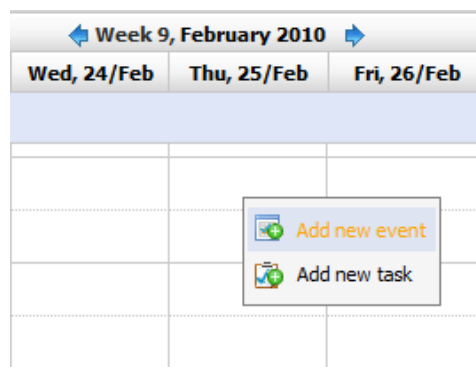 Week 9, February 2010
Wed, 24/Feb Thu, 25/Feb Fri, 26/Feb
Add new event
Add new task